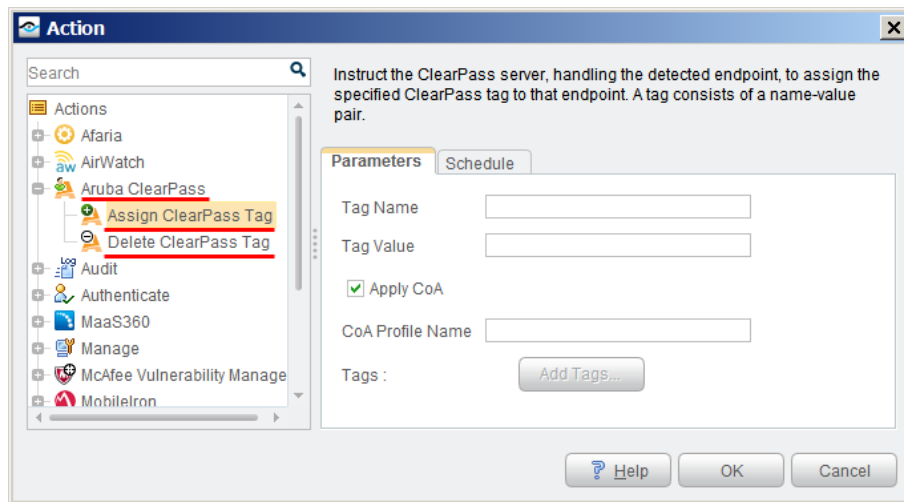 Action
Search
Actions
Afaria
aw AirWatch
Aruba ClearPass
Assign ClearPass Tag
Delete ClearPass Tag
LOG Audit
Authenticate
MaaS360
Manage
McAfee Vulnerability Manage
MobileIron
Instruct the ClearPass server, handling the detected endpoint, to assign the
specified ClearPass tag to that endpoint. A tag consists of a name-value
pair.
Parameters Schedule
Tag Name
Tag Value
Apply CoA
CoA Profile Name
Tags : Add Tags...
? Help OK Cancel